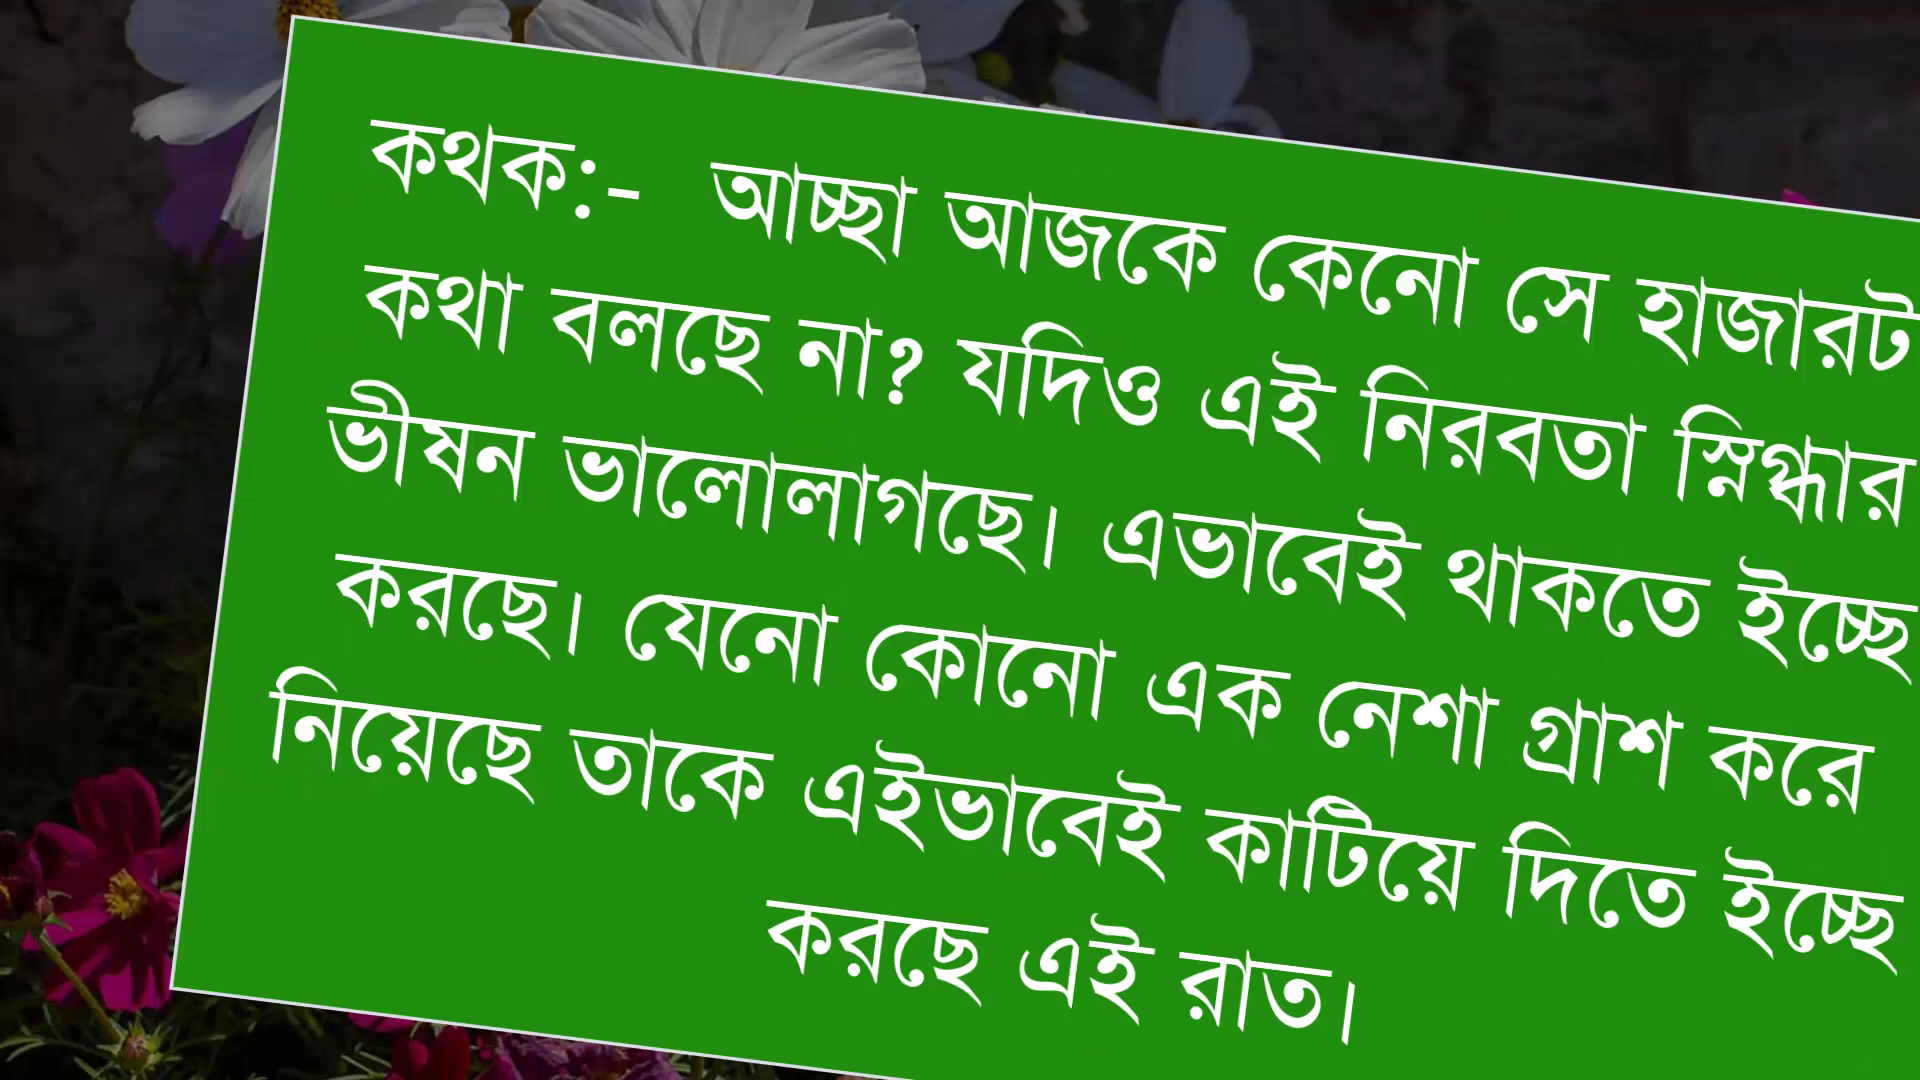 কথক:- আচ্ছা আজকে কেনো সে হাজারট
কথা বলছে না? যদিও এই নিরবতা স্নিগ্ধার
ভীষন ভালোলাগছে। এভাবেই থাকতে ইচ্ছে
করছে। যেনো কোনো এক নেশা গ্রাশ করে
নিয়েছে তাকে এইভাবেই কাটিয়ে দিতে ইচ্ছে
করছে এই রাত।